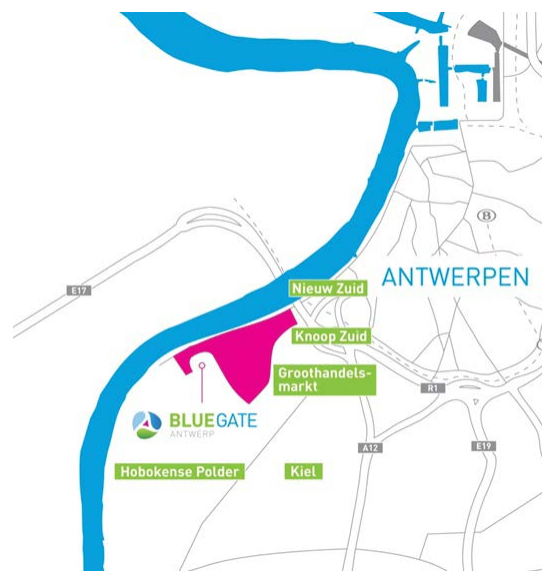 B
ANTWERPEN
E17
Nieuw Zuid
Knoop Zuid
Groothandels-
markt
R1
BLUEGATE
ANTWERP
A12
E19
Hobokense Polder
Kiel